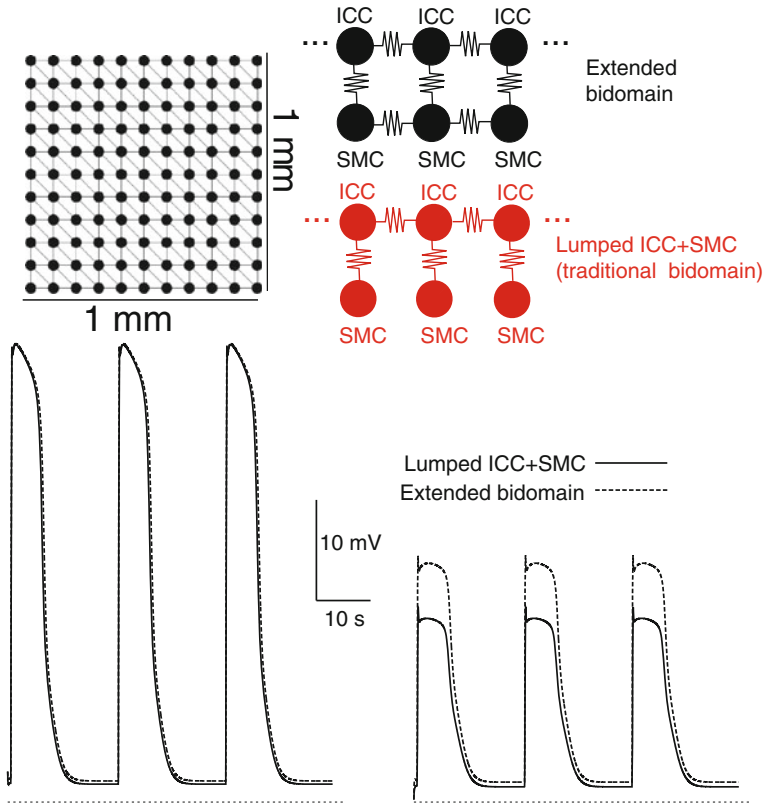 ICC ICC ICC
... ...
Extended
bidomain
SMC SMC SMC
1 mm
1 mm
ICC ICC ICC
... ...
Lumped ICC+SMC
(traditional bidomain)
SMC SMC SMC
Lumped ICC+SMC
Extended bidomain
10 mV
10 s